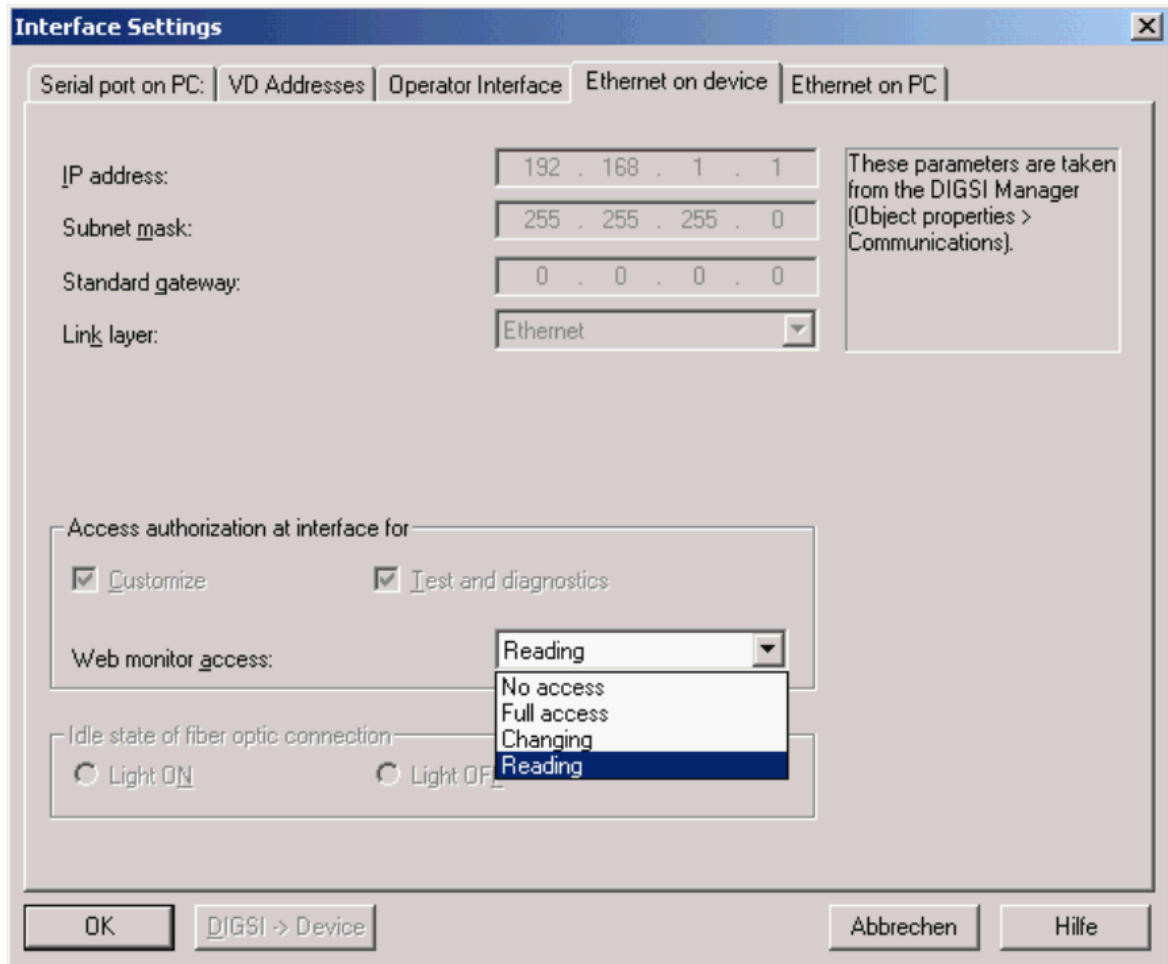 Interface Settings
Serial port on PC: VD Addresses Operator Interface Ethernet on device Ethernet on PC
IP address: 192 . 168 . 1 . 1
Subnet mask: 255 . 255 . 255 . 0
Standard gateway: 0 . 0 . 0 . 0
Link layer: Ethernet
These parameters are taken
from the DIGSI Manager
(Object properties >
Communications).
Access authorization at interface for
Customize Test and diagnostics
Web monitor access: Reading
No access
Full access
Changing
Reading
Idle state of fiber optic connection
Light ON Light OFF
OK DIGSI -> Device Abbrechen Hilfe